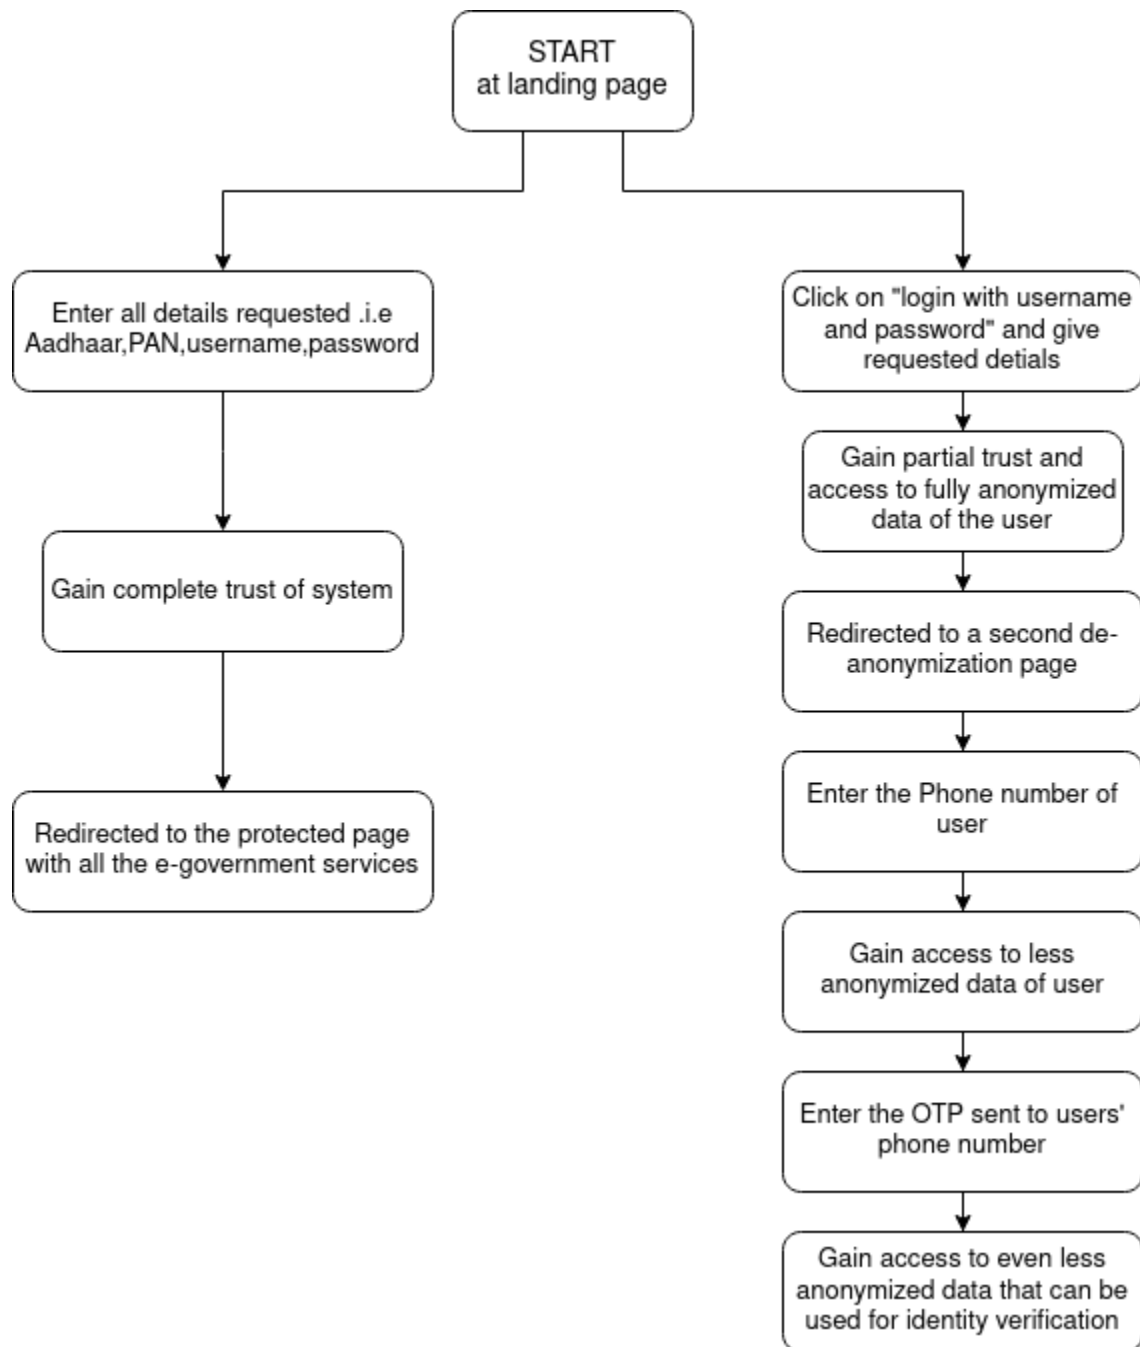 START
at landing page
Enter all details requested .i.e
Aadhaar,PAN,username,password
Gain complete trust of system
Redirected to the protected page
with all the e-government services
Click on "login with username
and password" and give
requested detials
Gain partial trust and
access to fully anonymized
data of the user
Redirected to a second de-
anonymization page
Enter the Phone number of
user
Gain access to less
anonymized data of user
Enter the OTP sent to users'
phone number
Gain access to even less
anonymized data that can be
used for identity verification